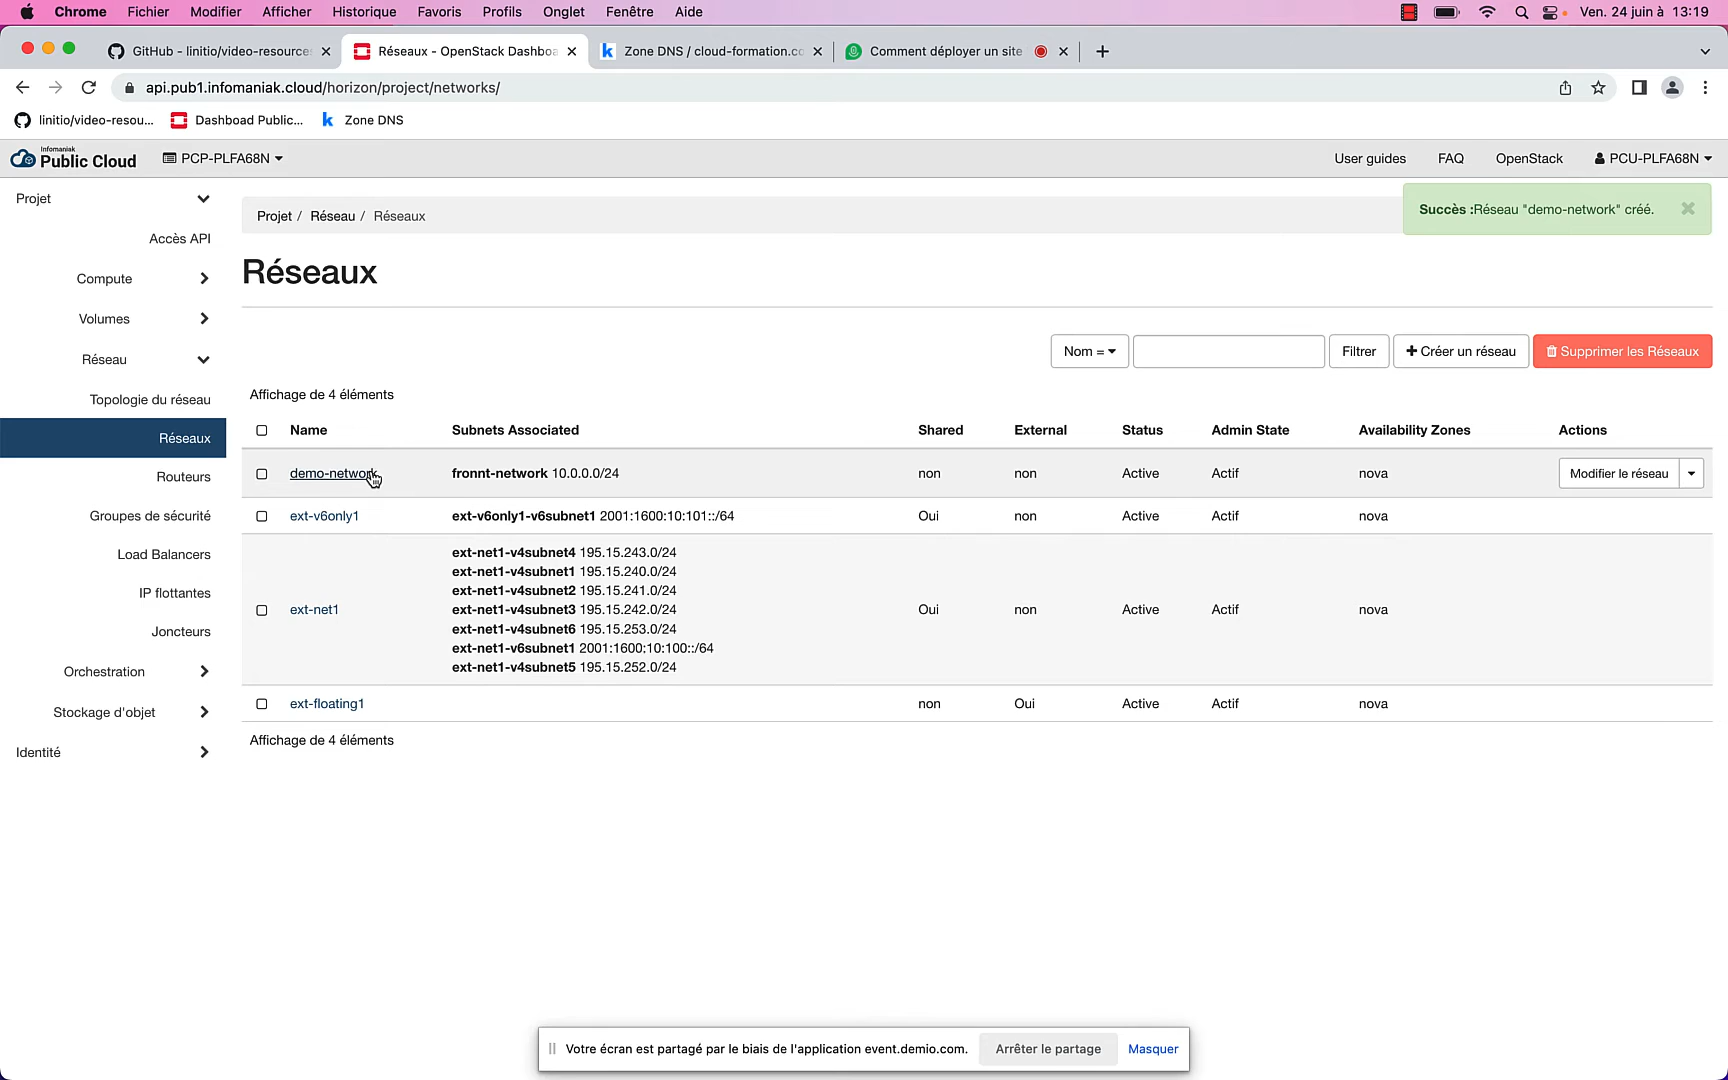 Chrome Fichier Modifier Afficher Historique Favoris Profils Onglet Fenêtre Aide Ven. 24 juin à 13:19
GitHub - linitio/video-resources Réseaux - OpenStack Dashboa Zone DNS / cloud-formation.co Comment déployer un site
api.pub1.infomaniak.cloud/horizon/project/networks/
linitio/video-resou... Dashboad Public... Zone DNS
Infomaniak
Public Cloud PCP-PLFA68N User guides FAQ OpenStack PCU-PLFA68N
Projet
Accès API
Compute
Volumes
Réseau
Topologie du réseau
Réseaux
Routeurs
Groupes de sécurité
Load Balancers
IP flottantes
Joncteurs
Orchestration
Stockage d'objet
Identité
Projet / Réseau / Réseaux
Succès :Réseau "demo-network" créé.
Réseaux
Nom = Filtrer Créer un réseau Supprimer les Réseaux
Affichage de 4 éléments
Name Subnets Associated Shared External Status Admin State Availability Zones Actions
demo-network fronnt-network 10.0.0.0/24 non non Active Actif nova Modifier le réseau
ext-v6only1 ext-v6only1-v6subnet1 2001:1600:10:101::/64 Oui non Active Actif nova
ext-net1-v4subnet4 195.15.243.0/24
ext-net1-v4subnet1 195.15.240.0/24
ext-net1-v4subnet2 195.15.241.0/24
ext-net1 ext-net1-v4subnet3 195.15.242.0/24 Oui non Active Actif nova
ext-net1-v4subnet6 195.15.253.0/24
ext-net1-v6subnet1 2001:1600:10:100::/64
ext-net1-v4subnet5 195.15.252.0/24
ext-floating1 non Oui Active Actif nova
Affichage de 4 éléments
Votre écran est partagé par le biais de l'application event.demio.com. Arrêter le partage Masquer